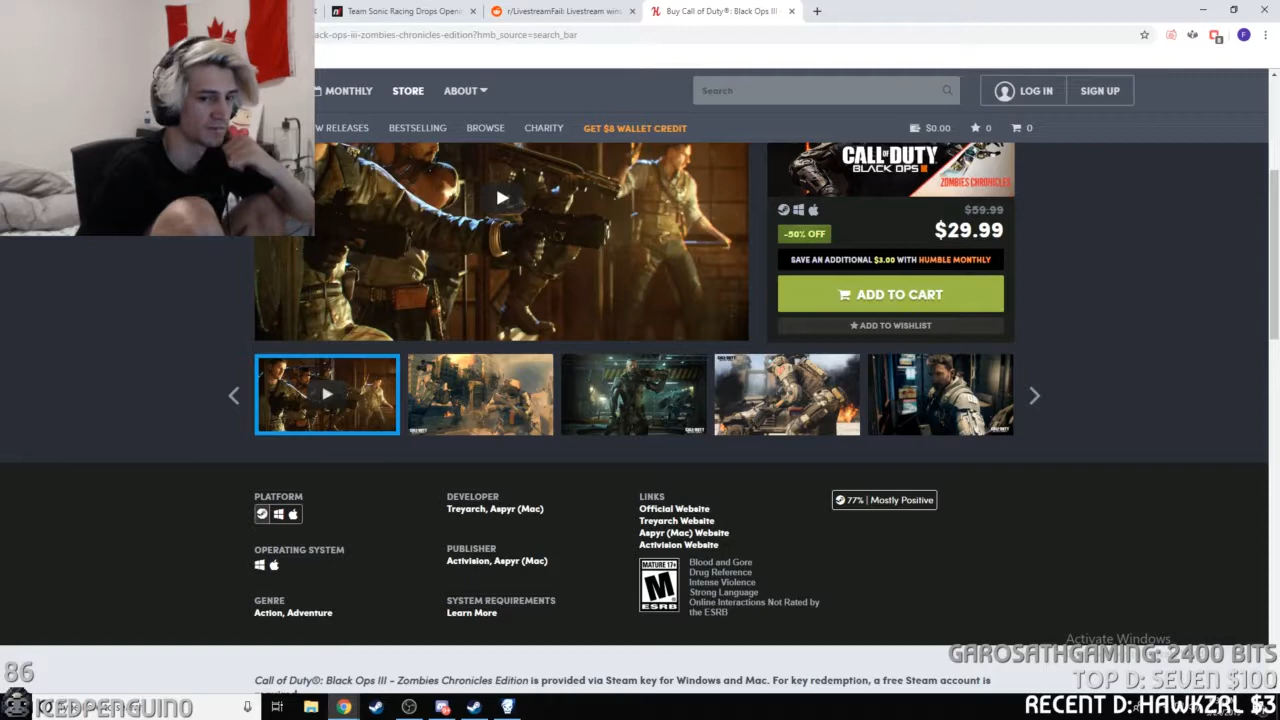 Team Sonic Racing Drops Opene
r/LivestreamFail: Livestream wins
Buy Call of Duty®: Black Ops III -
ack-ops-iii-zombies-chronicles-edition?hmb_source=search_bar
F
MONTHLY
STORE
ABOUT
Search
LOG IN
SIGN UP
W RELEASES
BESTSELLING
BROWSE
CHARITY
GET $8 WALLET CREDIT
$0.00
0
0
CALL OF DUTY
BLACK OPS III
ZOMBIES CHRONICLES
$59.99
-50% OFF
$29.99
SAVE AN ADDITIONAL $3.00 WITH HUMBLE MONTHLY
ADD TO CART
ADD TO WISHLIST
PLATFORM
OPERATING SYSTEM
GENRE
Action, Adventure
DEVELOPER
Treyarch, Aspyr (Mac)
PUBLISHER
Activision, Aspyr (Mac)
SYSTEM REQUIREMENTS
Learn More
LINKS
Official Website
Treyarch Website
Aspyr (Mac) Website
Activision Website
MATURE 17+
M
ESRB
Blood and Gore
Drug Reference
Intense Violence
Strong Language
Online Interactions Not Rated by
the ESRB
77% | Mostly Positive
Activate Windows
GAROSATHGAMING: 2400 BITS
TOP D: SEVEN $100
RECENT D: HAWKZRL $3
86
ICEDPENGUINO
Call of Duty®: Black Ops III - Zombies Chronicles Edition is provided via Steam key for Windows and Mac. For key redemption, a free Steam account is